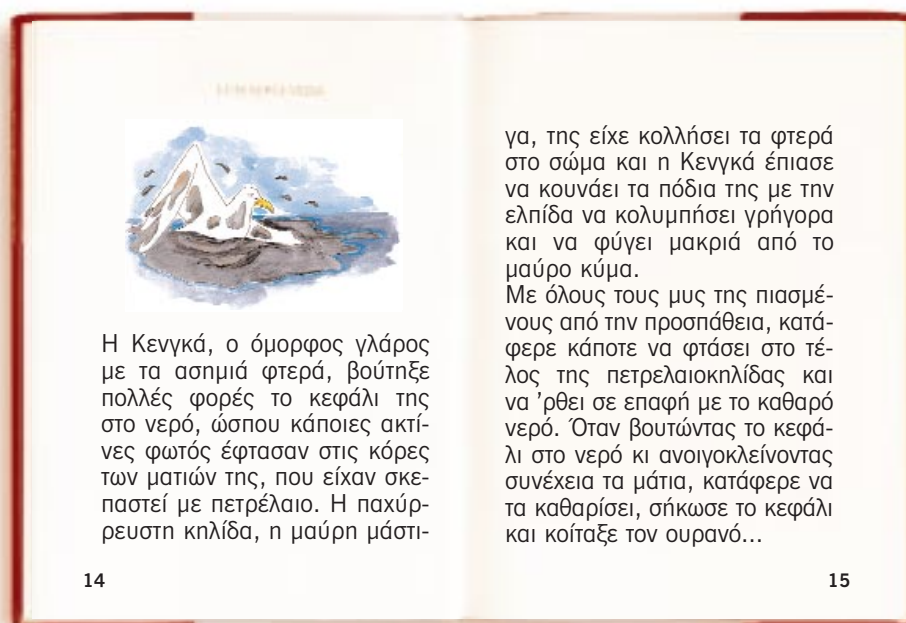 Η Κενγκά, ο όμορφος γλάρος
με τα ασημιά φτερά, βούτηξε
πολλές φορές το κεφάλι της
στο νερό, ώσπου κάποιες ακτί-
νες φωτός έφτασαν στις κόρες
των ματιών της, που είχαν σκε-
παστεί με πετρέλαιο. Η παχύρ-
ρευστη κηλίδα, η μαύρη μάστι-
14
γα, της είχε κολλήσει τα φτερά
στο σώμα και η Κενγκά έπιασε
να κουνάει τα πόδια της με την
ελπίδα να κολυμπήσει γρήγορα
και να φύγει μακριά από το
μαύρο κύμα.
Με όλους τους μυς της πιασμέ-
νους από την προσπάθεια, κατά-
φερε κάποτε να φτάσει στο τέ-
λος της πετρελαιοκηλίδας και
να ’ρθει σε επαφή με το καθαρό
νερό. Όταν βουτώντας το κεφά-
λι στο νερό κι ανοιγοκλείνοντας
συνέχεια τα μάτια, κατάφερε να
τα καθαρίσει, σήκωσε το κεφάλι
και κοίταξε τον ουρανό...
15